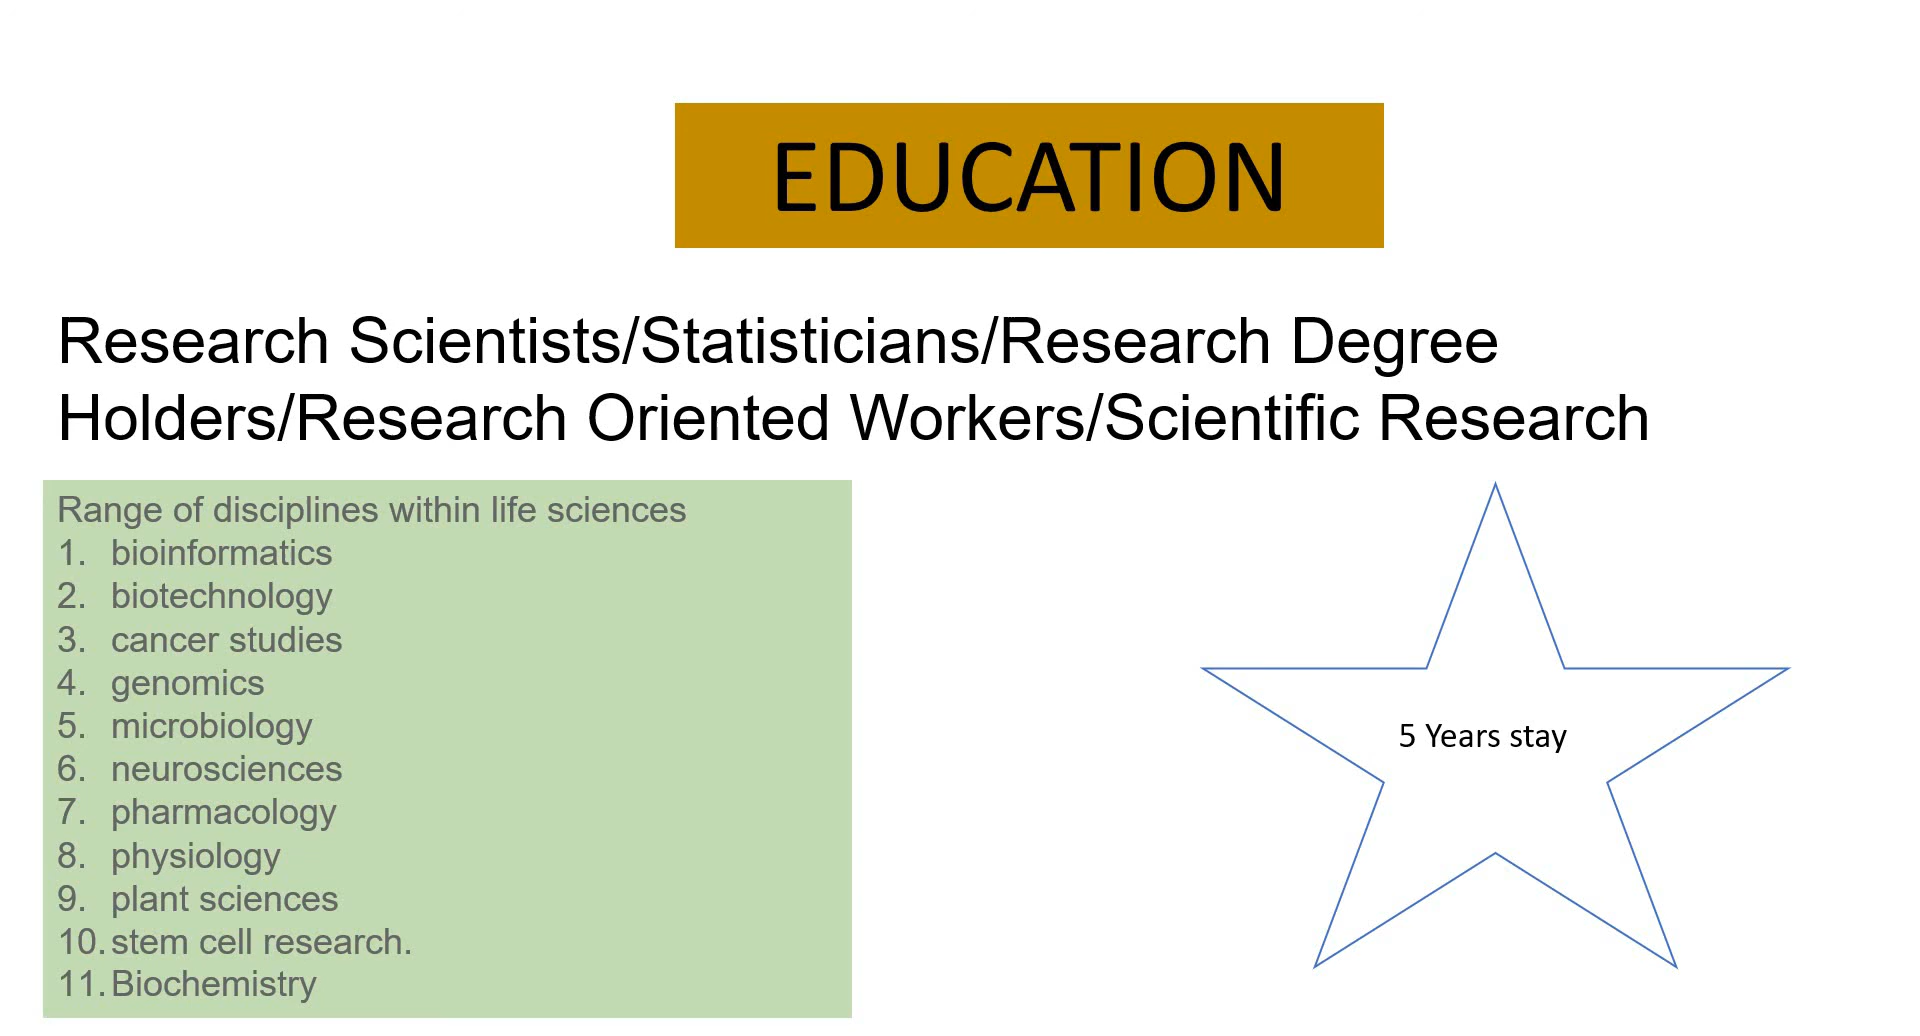 EDUCATION
Research Scientists/Statisticians/Research Degree
Holders/Research Oriented Workers/Scientific Research
Range of disciplines within life sciences
1. bioinformatics
2. biotechnology
3. cancer studies
4. genomics
5. microbiology
6. neurosciences
7. pharmacology
8. physiology
9. plant sciences
10. stem cell research.
11. Biochemistry
5 Years stay